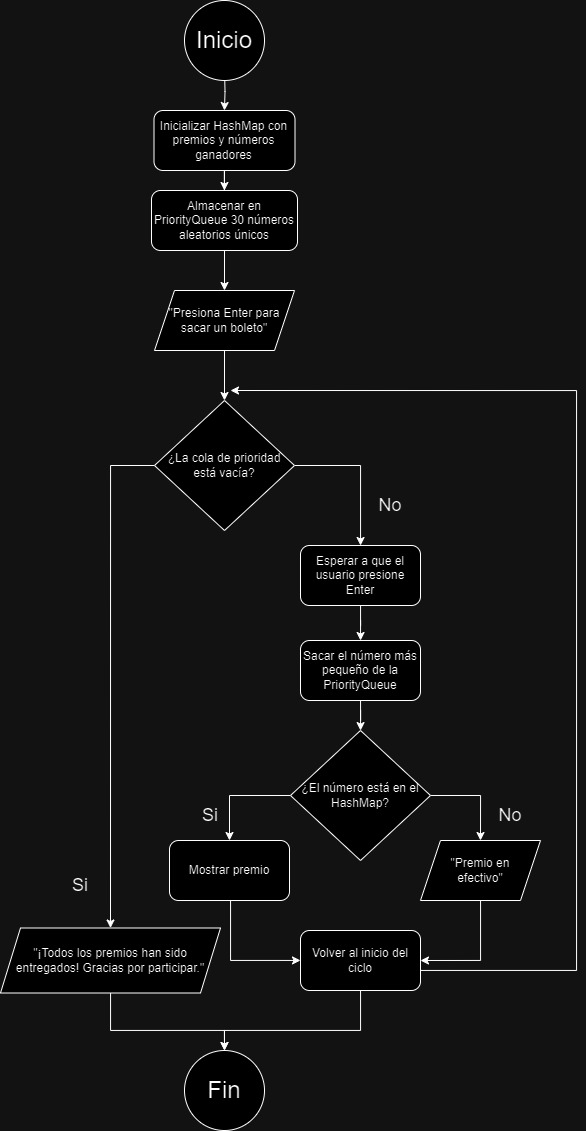 Inicio
Inicializar HashMap con
premios y números
ganadores
Almacenar en
PriorityQueue 30 números
aleatorios únicos
"Presiona Enter para
sacar un boleto"
¿La cola de prioridad
está vacía?
No
Esperar a que el
usuario presione
Enter
Sacar el número más
pequeño de la
PriorityQueue
¿El número está en el
HashMap?
Si
No
Mostrar premio
"Premio en
efectivo"
Si
"¡Todos los premios han sido
entregados! Gracias por participar."
Volver al inicio del
ciclo
Fin